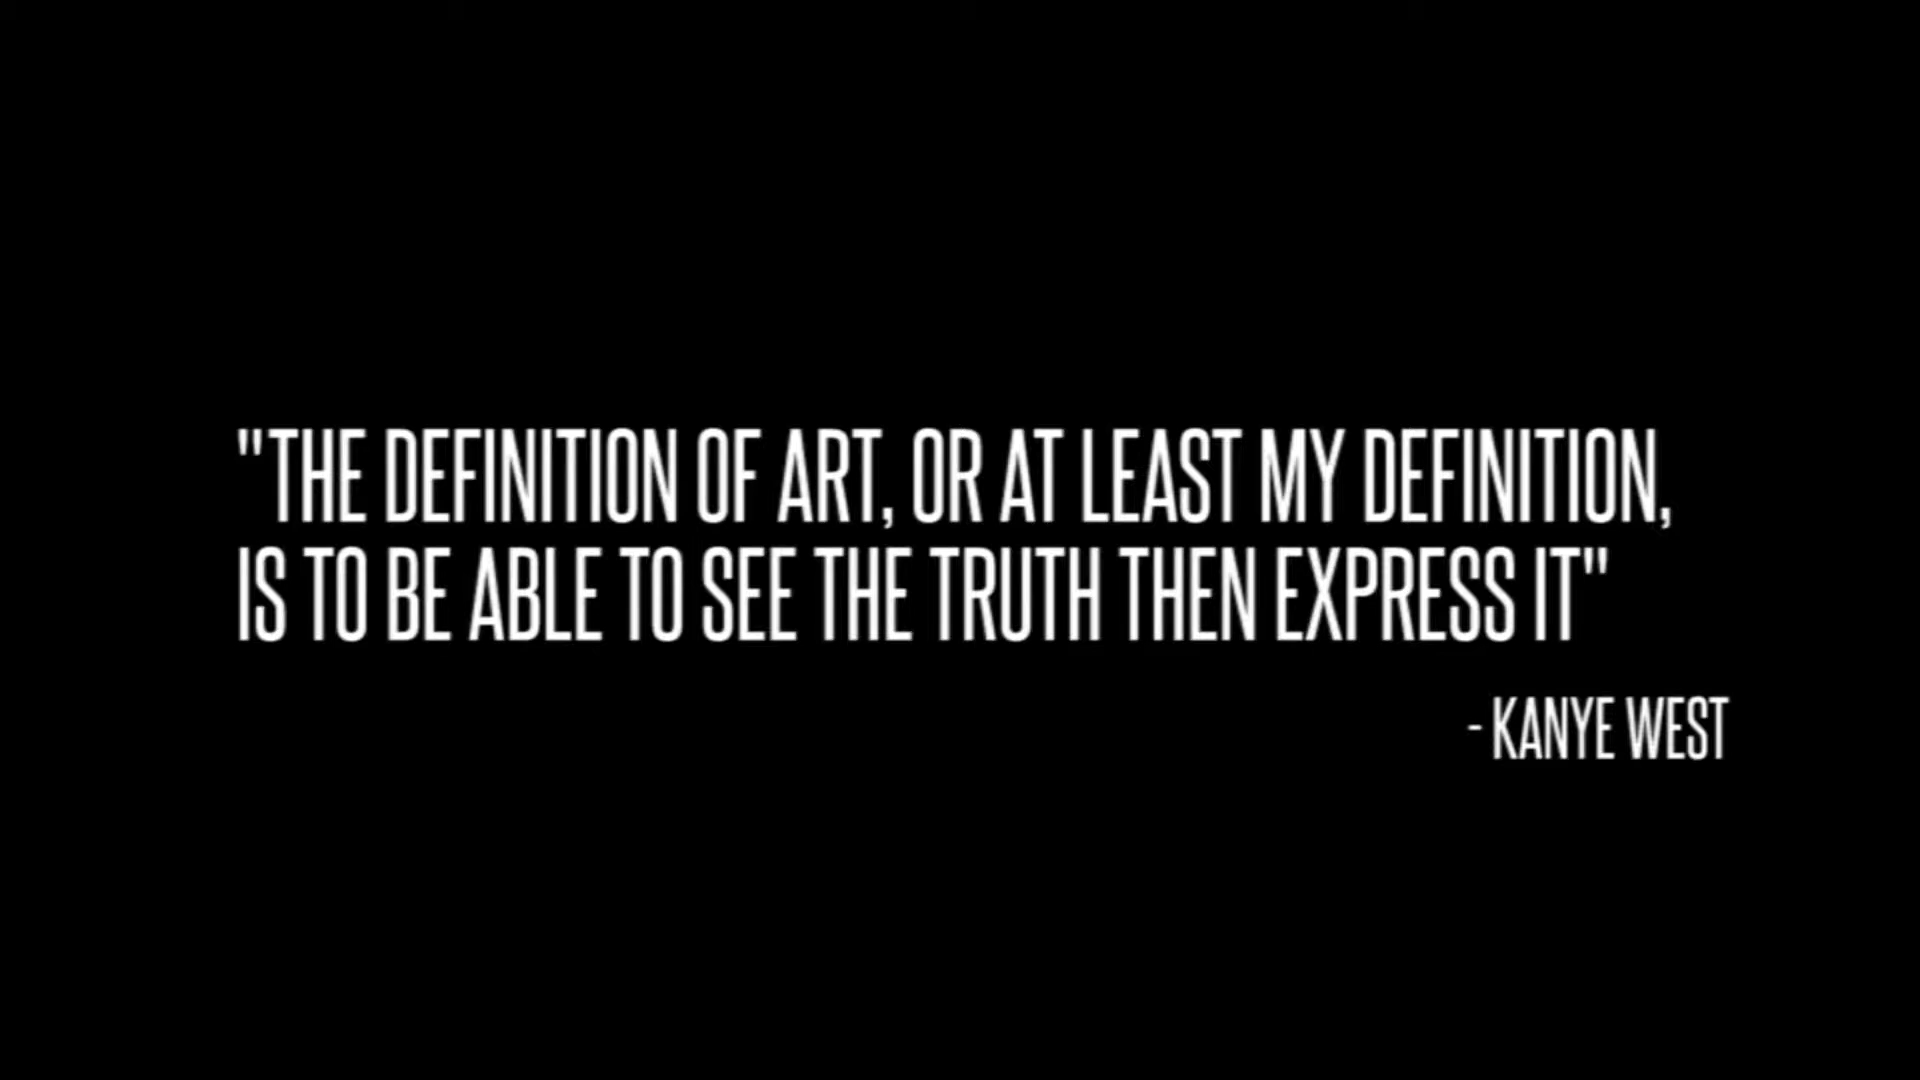 "THE DEFINITION OF ART, OR AT LEAST MY DEFINITION,
IS TO BE ABLE TO SEE THE TRUTH THEN EXPRESS IT"
- KANYE WEST